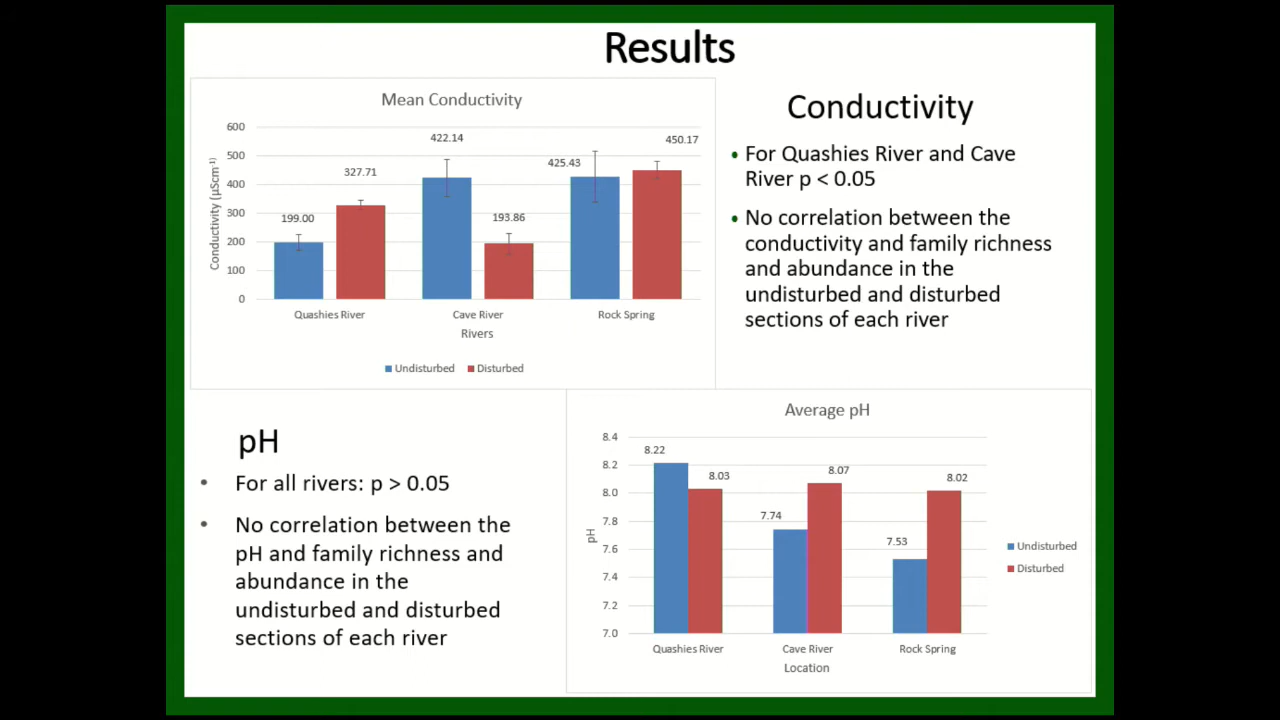 Results
Mean Conductivity
600
500
400
300
200
100
0
Conductivity (µScm⁻¹)
199.00
327.71
422.14
193.86
425.43
450.17
Quashies River
Cave River
Rock Spring
Rivers
Undisturbed
Disturbed
Conductivity
• For Quashies River and Cave
River p < 0.05
• No correlation between the
conductivity and family richness
and abundance in the
undisturbed and disturbed
sections of each river
pH
• For all rivers: p > 0.05
• No correlation between the
pH and family richness and
abundance in the
undisturbed and disturbed
sections of each river
Average pH
8.4
8.2
8.0
7.8
7.6
7.4
7.2
7.0
pH
8.22
8.03
7.74
8.07
7.53
8.02
Quashies River
Cave River
Rock Spring
Location
Undisturbed
Disturbed